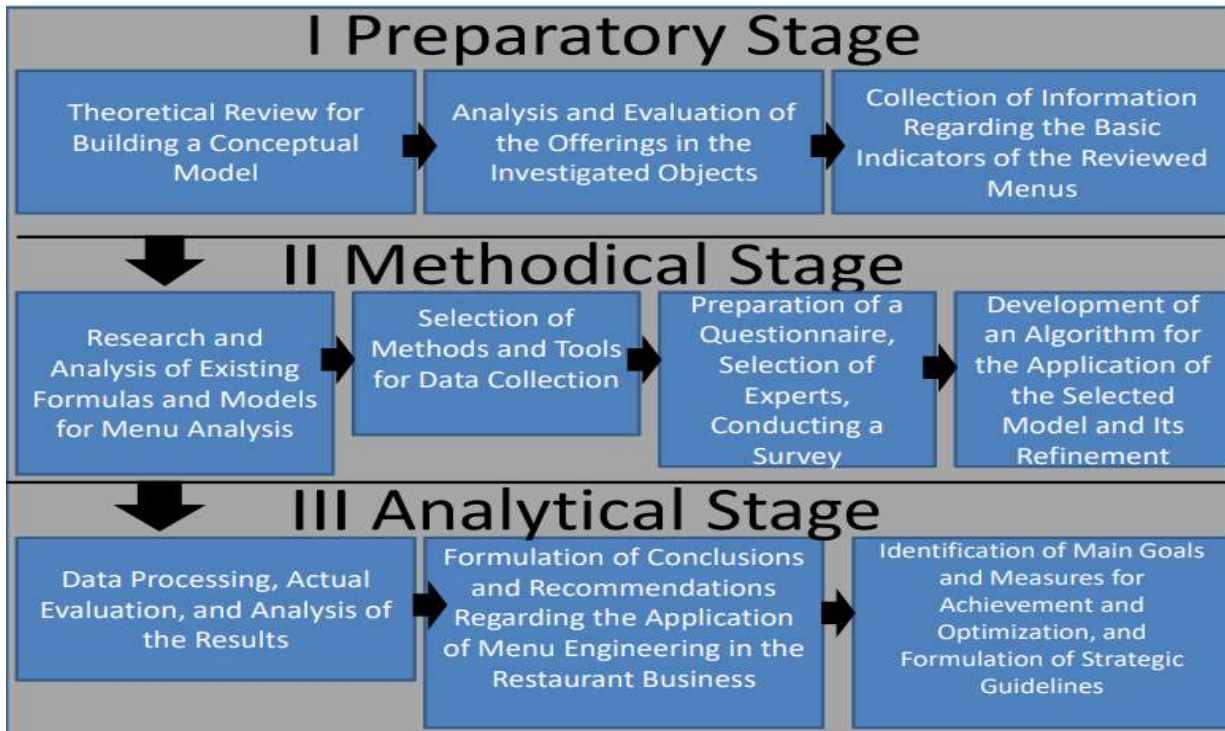 I Preparatory Stage
Theoretical Review for
Building a Conceptual
Model
Analysis and Evaluation of
the Offerings in the
Investigated Objects
Collection of Information
Regarding the Basic
Indicators of the Reviewed
Menus
II Methodical Stage
Research and
Analysis of Existing
Formulas and Models
for Menu Analysis
Selection of
Methods and Tools
for Data Collection
Preparation of a
Questionnaire,
Selection of
Experts,
Conducting a
Survey
Development of
an Algorithm for
the Application of
the Selected
Model and Its
Refinement
III Analytical Stage
Data Processing, Actual
Evaluation, and Analysis of
the Results
Formulation of Conclusions
and Recommendations
Regarding the Application
of Menu Engineering in the
Restaurant Business
Identification of Main Goals
and Measures for
Achievement and
Optimization, and
Formulation of Strategic
Guidelines